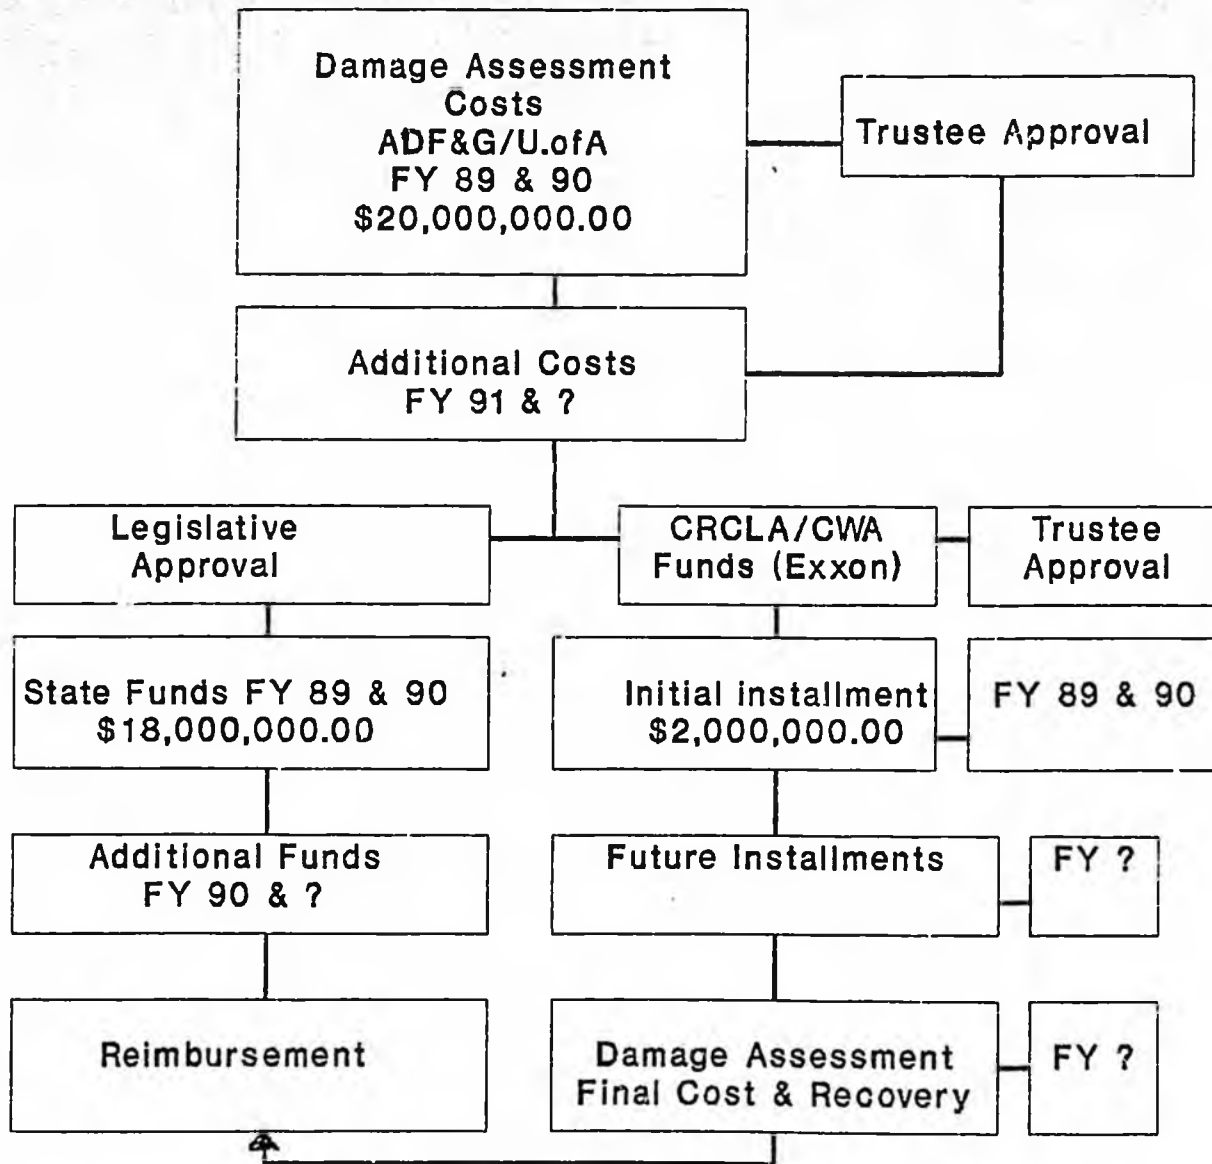 Damage Assessment
Costs
ADF&G/U.ofA
FY 89 & 90
$20,000,000.00
Trustee Approval
Additional Costs
FY 91 & ?
Legislative
Approval
CRCLA/CWA
Funds (Exxon)
Trustee
Approval
State Funds FY 89 & 90
$18,000,000.00
Initial installment
$2,000,000.00
FY 89 & 90
Additional Funds
FY 90 & ?
Future Installments
FY ?
Reimbursement
Damage Assessment
Final Cost & Recovery
FY ?